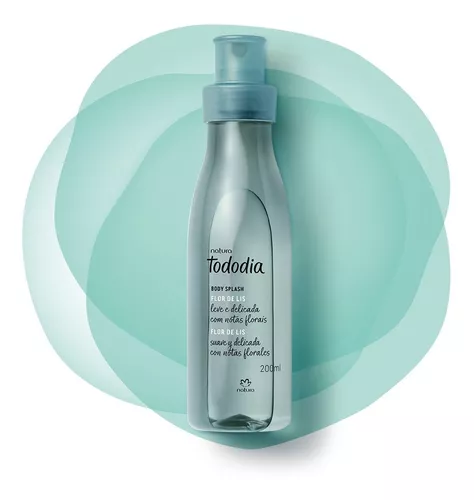 natura
Tododia
BODY SPLASH
FLOR DE LIS
leve e delicada
com notas florais
FLOR DE LIS
suave y delicada
con notas florales
200ml
natura